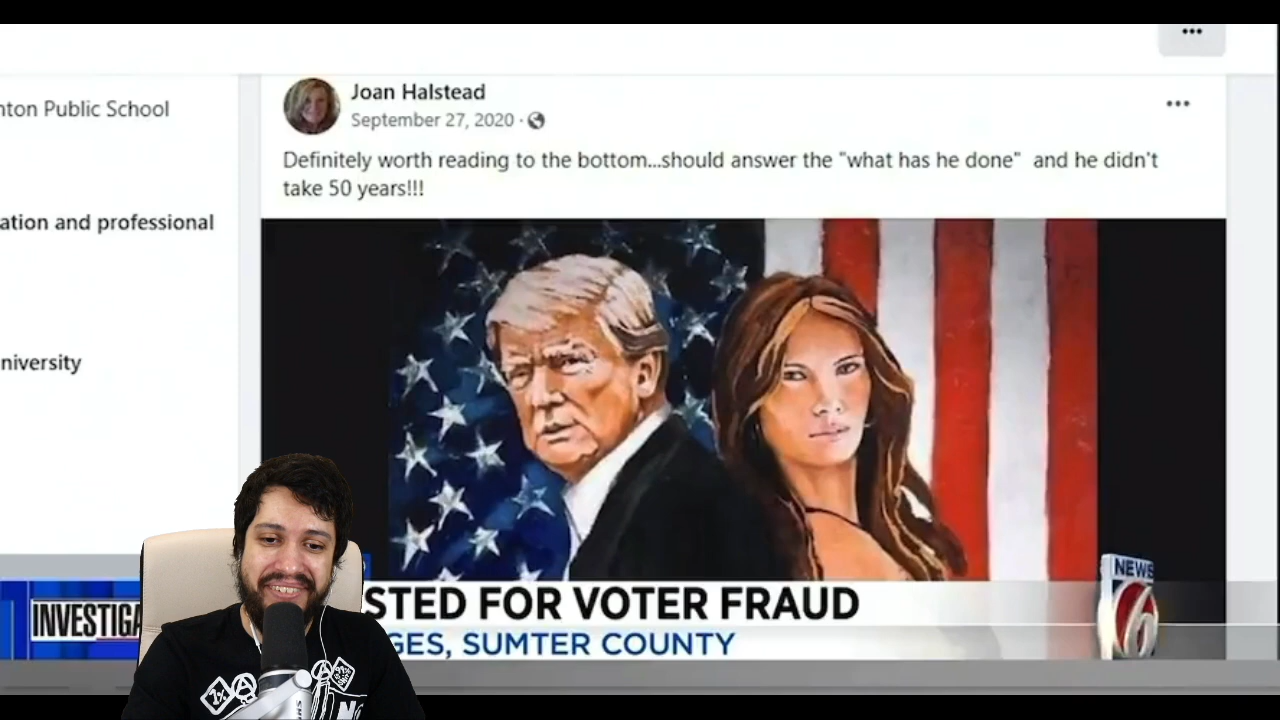 Joan Halstead
September 27, 2020 ·
nton Public School
Definitely worth reading to the bottom...should answer the "what has he done" and he didn't
take 50 years!!!
ation and professional
niversity
NEWS
6
INVESTIGA
STED FOR VOTER FRAUD
GES, SUMTER COUNTY
1%
A
A
99%